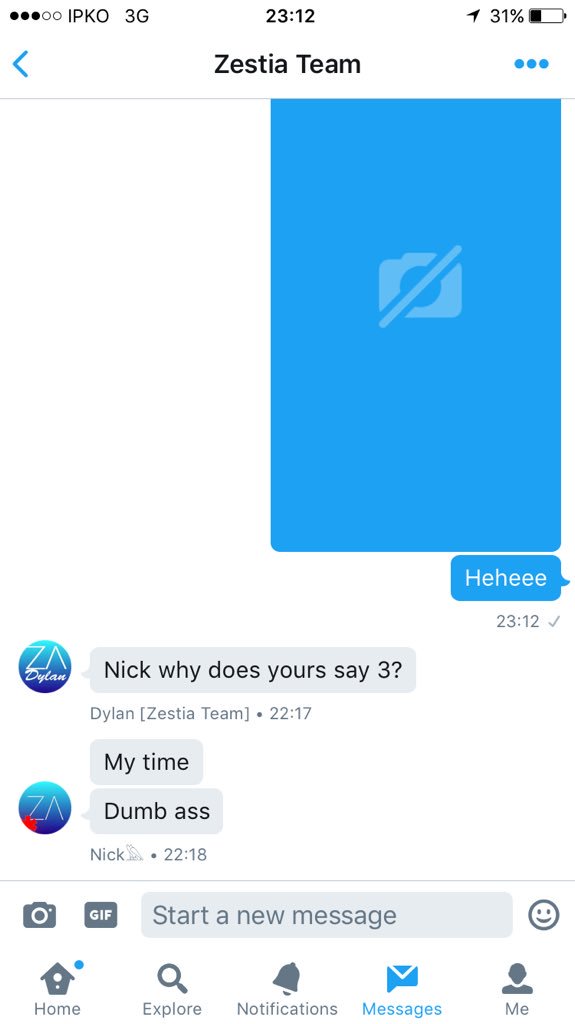 IPKO 3G 23:12 31%
Zestia Team
Heheee
23:12
ZA
Dylan
Nick why does yours say 3?
Dylan [Zestia Team] • 22:17
My time
ZA
Dumb ass
Nick • 22:18
GIF Start a new message
Home Explore Notifications Messages Me